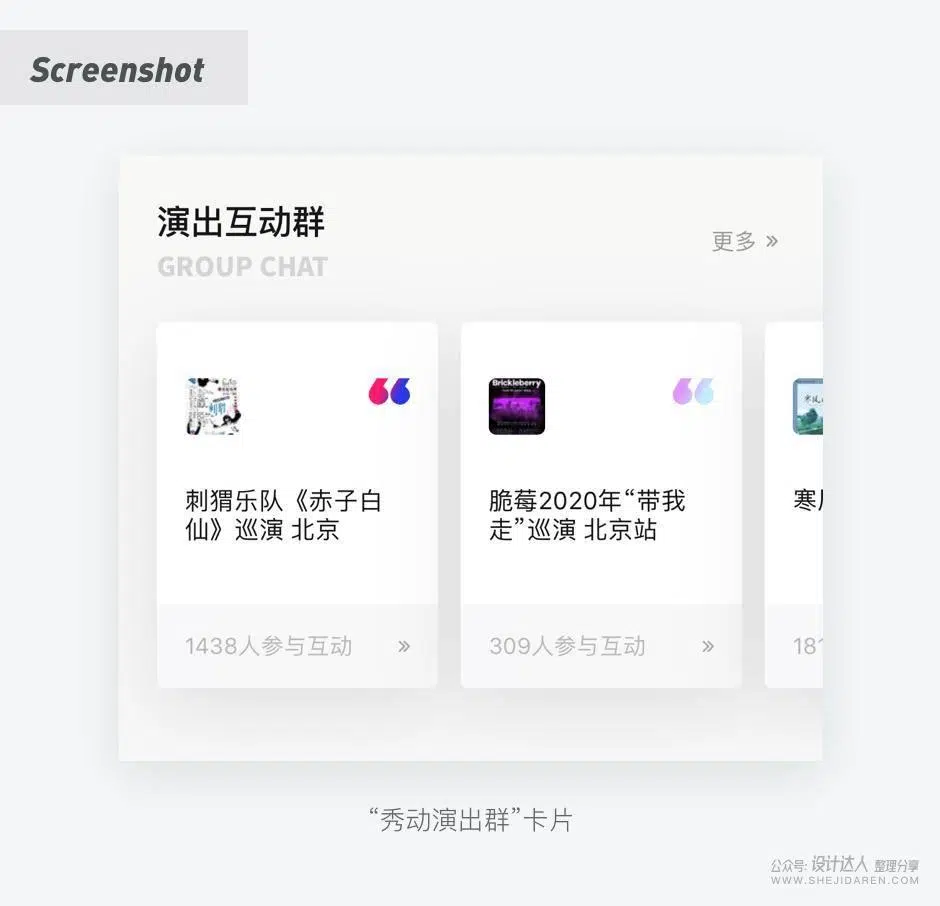 Screenshot
演出互动群
GROUP CHAT
更多 »
Brickleberry
刺猬乐队《赤子白
仙》巡演 北京
脆莓2020年“带我
走”巡演 北京站
1438人参与互动 »
309人参与互动 »
“秀动演出群”卡片
公众号: 设计达人 整理分享
WWW.SHEJIDAREN.COM